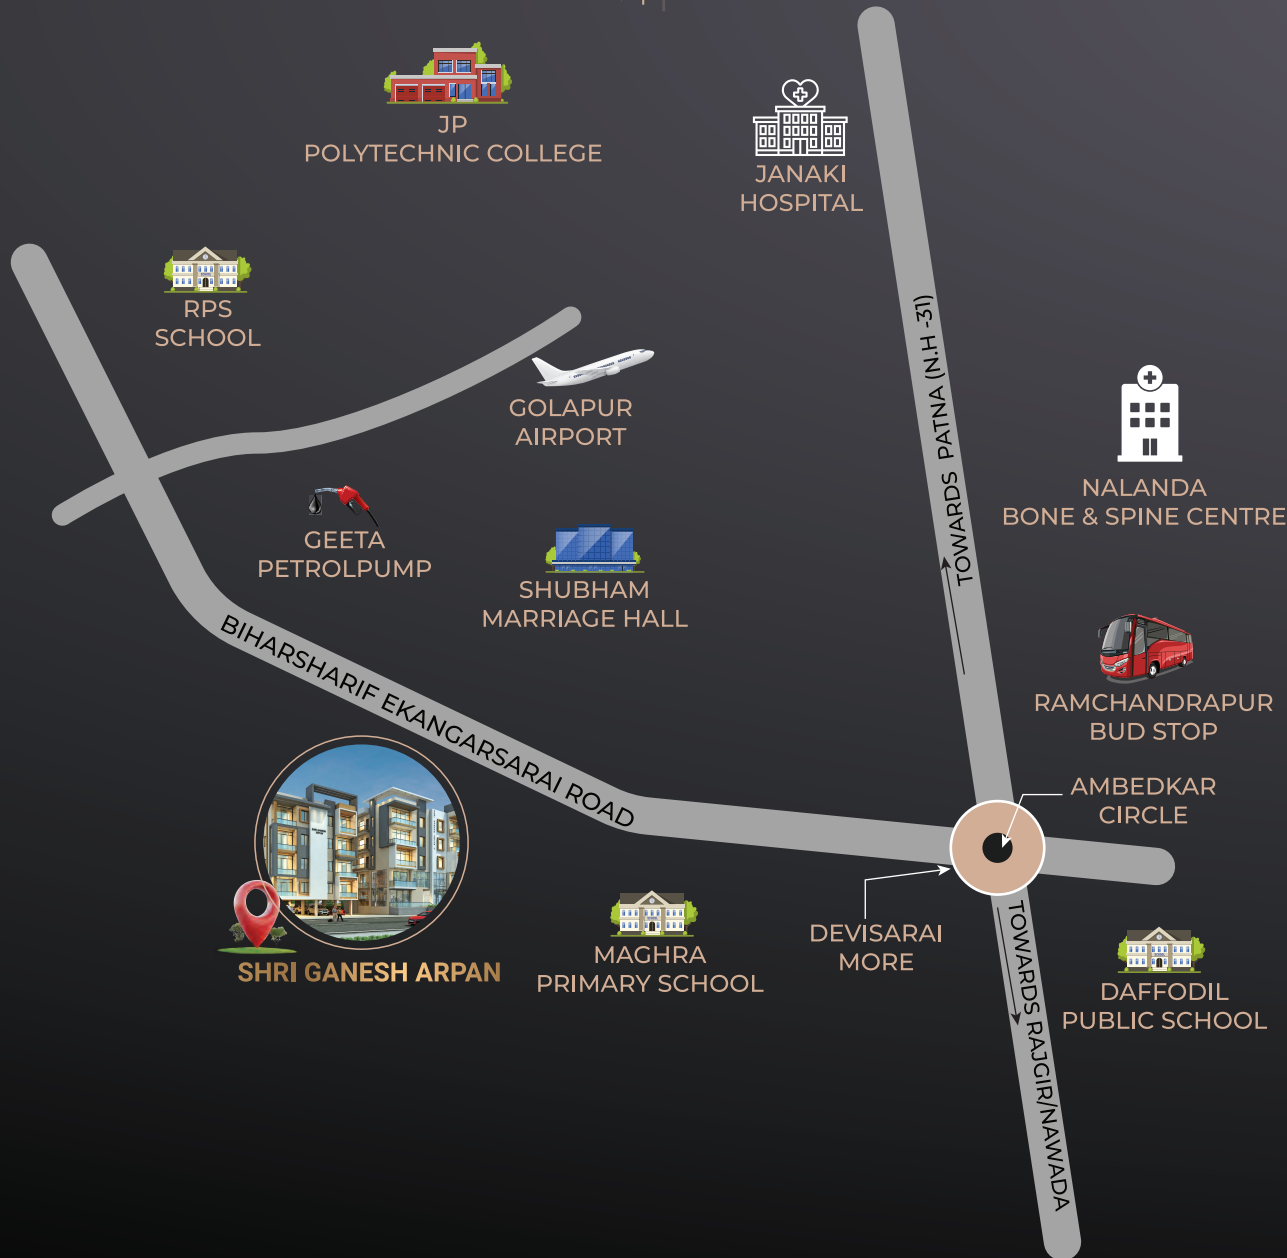 JP
POLYTECHNIC COLLEGE
JANAKI
HOSPITAL
RPS
SCHOOL
GOLAPUR
AIRPORT
TOWARDS PATNA (N.H -31)
NALANDA
BONE & SPINE CENTRE
GEETA
PETROLPUMP
SHUBHAM
MARRIAGE HALL
BIHARSHARIF EKANGARSARAI ROAD
RAMCHANDRAPUR
BUD STOP
AMBEDKAR
CIRCLE
SHRI GANESH ARPAN
MAGHRA
PRIMARY SCHOOL
DEVISARAI
MORE
TOWARDS RAJGIR/NAWADA
DAFFODIL
PUBLIC SCHOOL